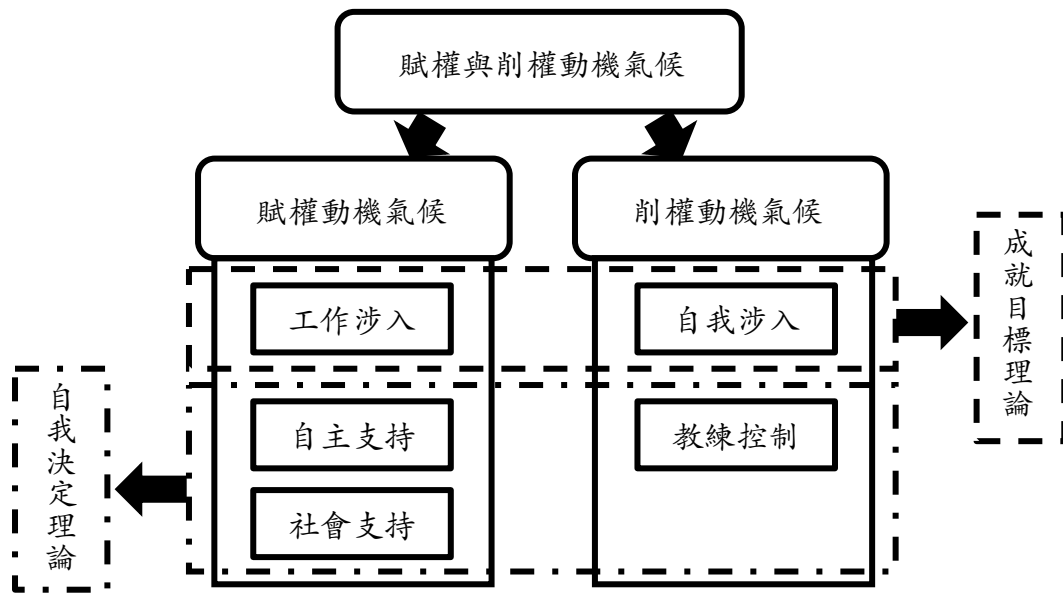 賦權與削權動機氣候
賦權動機氣候
削權動機氣候
工作涉入
自我涉入
成就目標理論
自主支持
教練控制
社會支持
自我決定理論